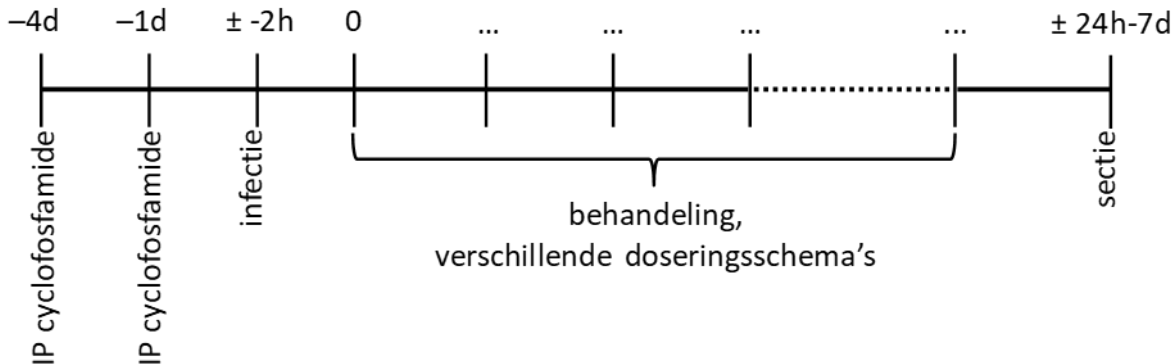 –4d –1d ± -2h 0 ... ... ... ... ± 24h-7d
IP cyclofosfamide
IP cyclofosfamide
infectie
sectie
behandeling,
verschillende doseringsschema's